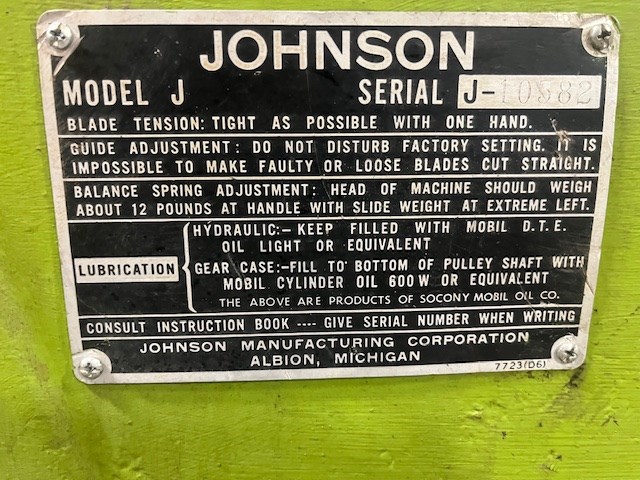 JOHNSON
MODEL J SERIAL J-10982
BLADE TENSION: TIGHT AS POSSIBLE WITH ONE HAND.
GUIDE ADJUSTMENT: DO NOT DISTURB FACTORY SETTING. IT IS
IMPOSSIBLE TO MAKE FAULTY OR LOOSE BLADES CUT STRAIGHT.
BALANCE SPRING ADJUSTMENT: HEAD OF MACHINE SHOULD WEIGH
ABOUT 12 POUNDS AT HANDLE WITH SLIDE WEIGHT AT EXTREME LEFT.
LUBRICATION
HYDRAULIC:- KEEP FILLED WITH MOBIL D.T.E.
OIL LIGHT OR EQUIVALENT
GEAR CASE:-FILL TO BOTTOM OF PULLEY SHAFT WITH
MOBIL CYLINDER OIL 600 W OR EQUIVALENT
THE ABOVE ARE PRODUCTS OF SOCONY MOBIL OIL CO.
CONSULT INSTRUCTION BOOK ---- GIVE SERIAL NUMBER WHEN WRITING
JOHNSON MANUFACTURING CORPORATION
ALBION, MICHIGAN
7723(D6)